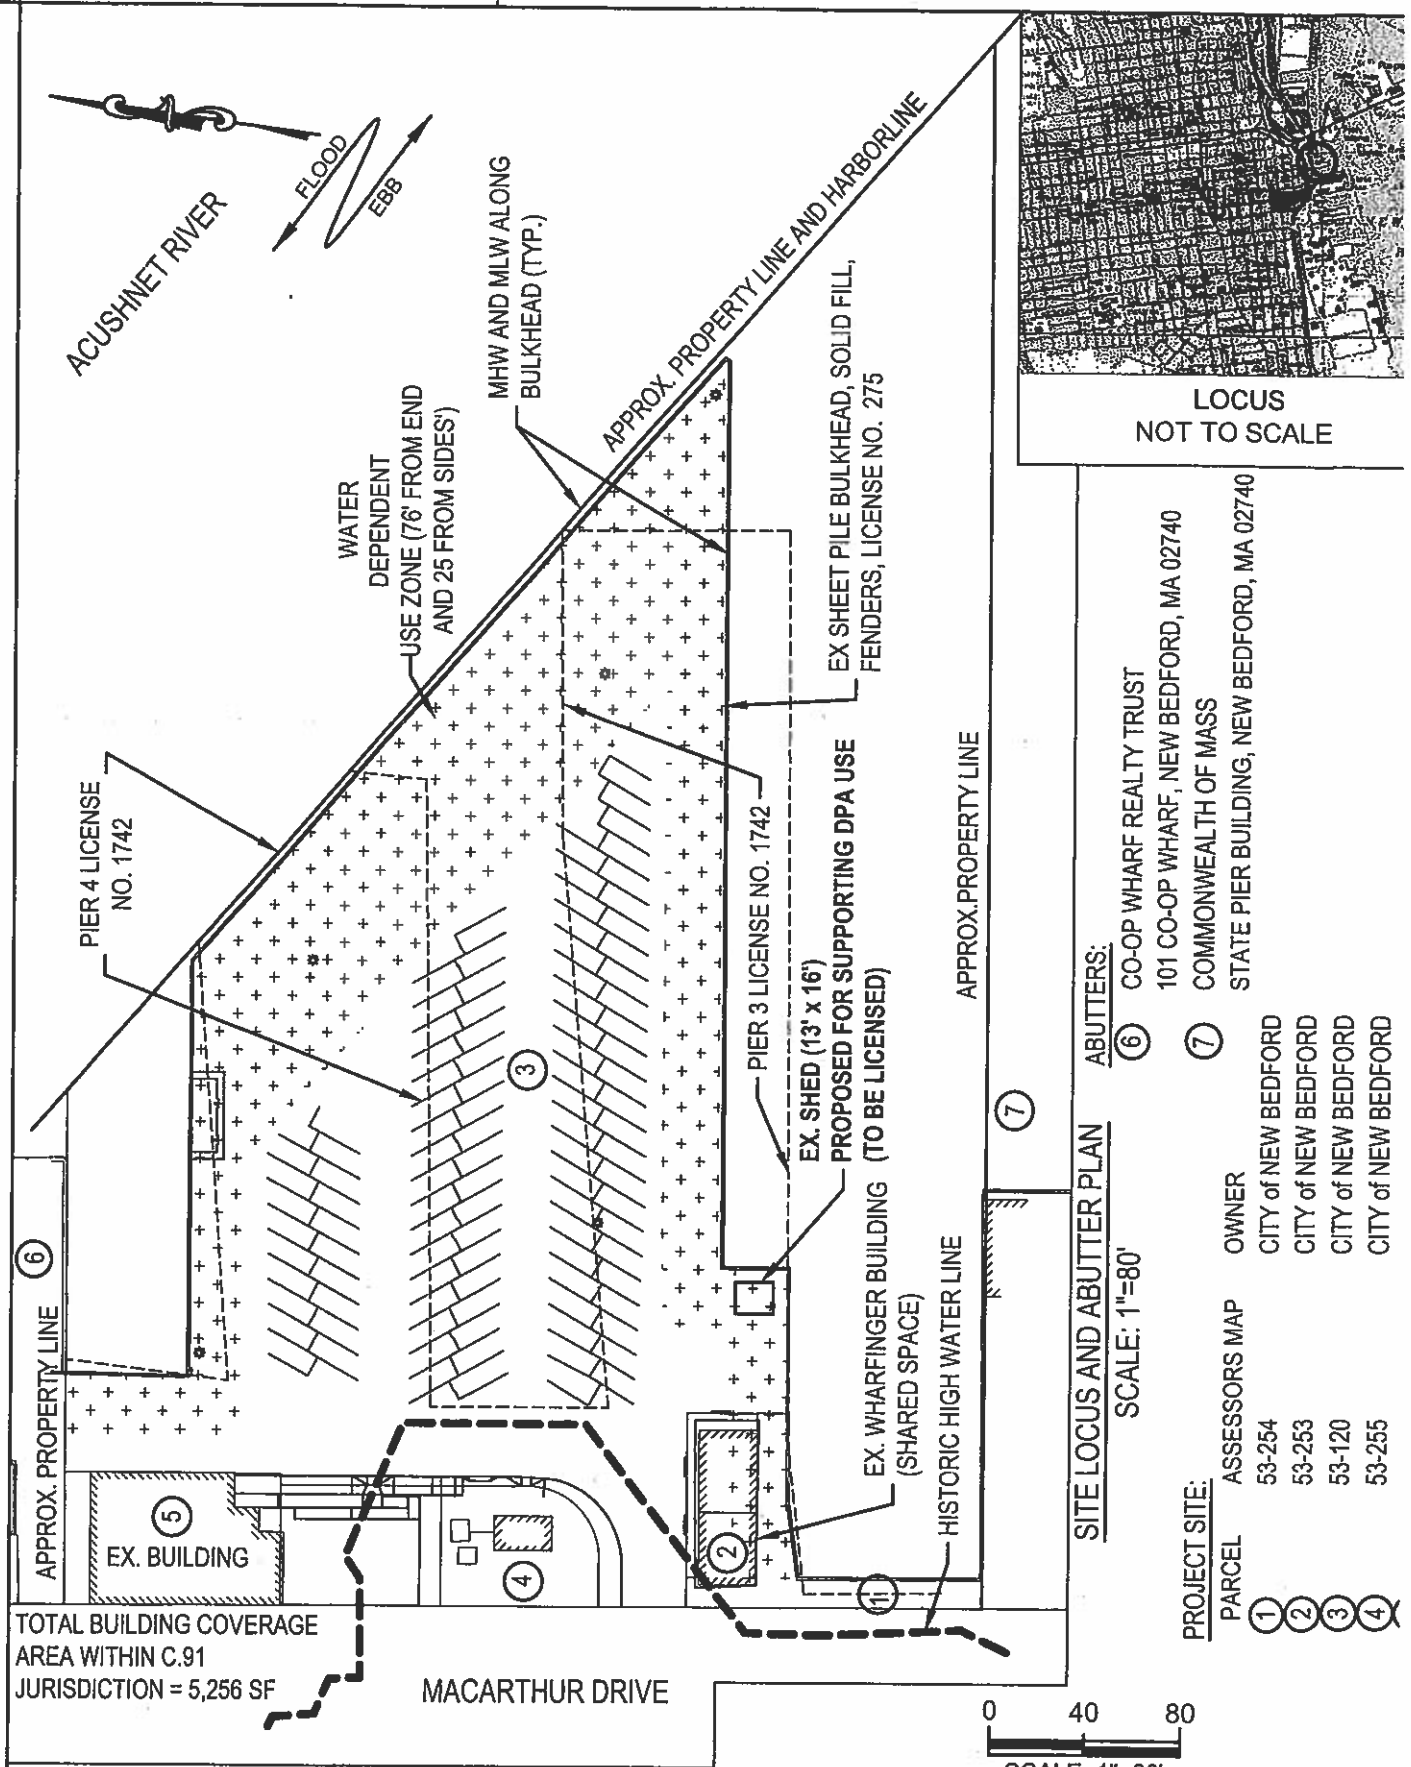 ACUSHNET RIVER
FLOOD
EBB
MHW AND MLW ALONG
BULKHEAD (TYP.)
APPROX. PROPERTY LINE AND HARBORLINE
WATER
DEPENDENT
USE ZONE (76' FROM END
AND 25 FROM SIDES')
EX SHEET PILE BULKHEAD, SOLID FILL,
FENDERS, LICENSE NO. 275
PIER 4 LICENSE
NO. 1742
PIER 3 LICENSE NO. 1742
EX. SHED (13' x 16')
PROPOSED FOR SUPPORTING DPA USE
(TO BE LICENSED)
APPROX.PROPERTY LINE
EX. WHARFINGER BUILDING
(SHARED SPACE)
HISTORIC HIGH WATER LINE
APPROX. PROPERTY LINE
6
3
7
5
EX. BUILDING
4
2
1
TOTAL BUILDING COVERAGE
AREA WITHIN C.91
JURISDICTION = 5,256 SF
MACARTHUR DRIVE
LOCUS
NOT TO SCALE
SITE LOCUS AND ABUTTER PLAN
SCALE: 1"=80'
ABUTTERS:
6 CO-OP WHARF REALTY TRUST
101 CO-OP WHARF, NEW BEDFORD, MA 02740
7 COMMONWEALTH OF MASS
STATE PIER BUILDING, NEW BEDFORD, MA 02740
PROJECT SITE:
PARCEL ASSESSORS MAP OWNER
1 53-254 CITY of NEW BEDFORD
2 53-253 CITY of NEW BEDFORD
3 53-120 CITY of NEW BEDFORD
4 53-255 CITY of NEW BEDFORD
0 40 80